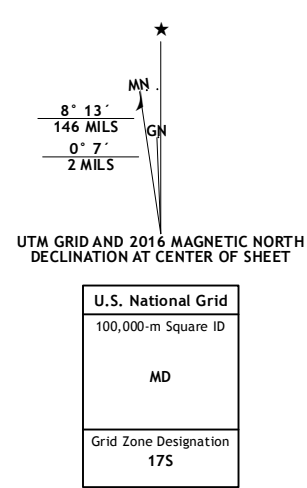 MN
8° 13´
146 MILS
GN
0° 7´
2 MILS
UTM GRID AND 2016 MAGNETIC NORTH
DECLINATION AT CENTER OF SHEET
U.S. National Grid
100,000-m Square ID
MD
Grid Zone Designation
17S